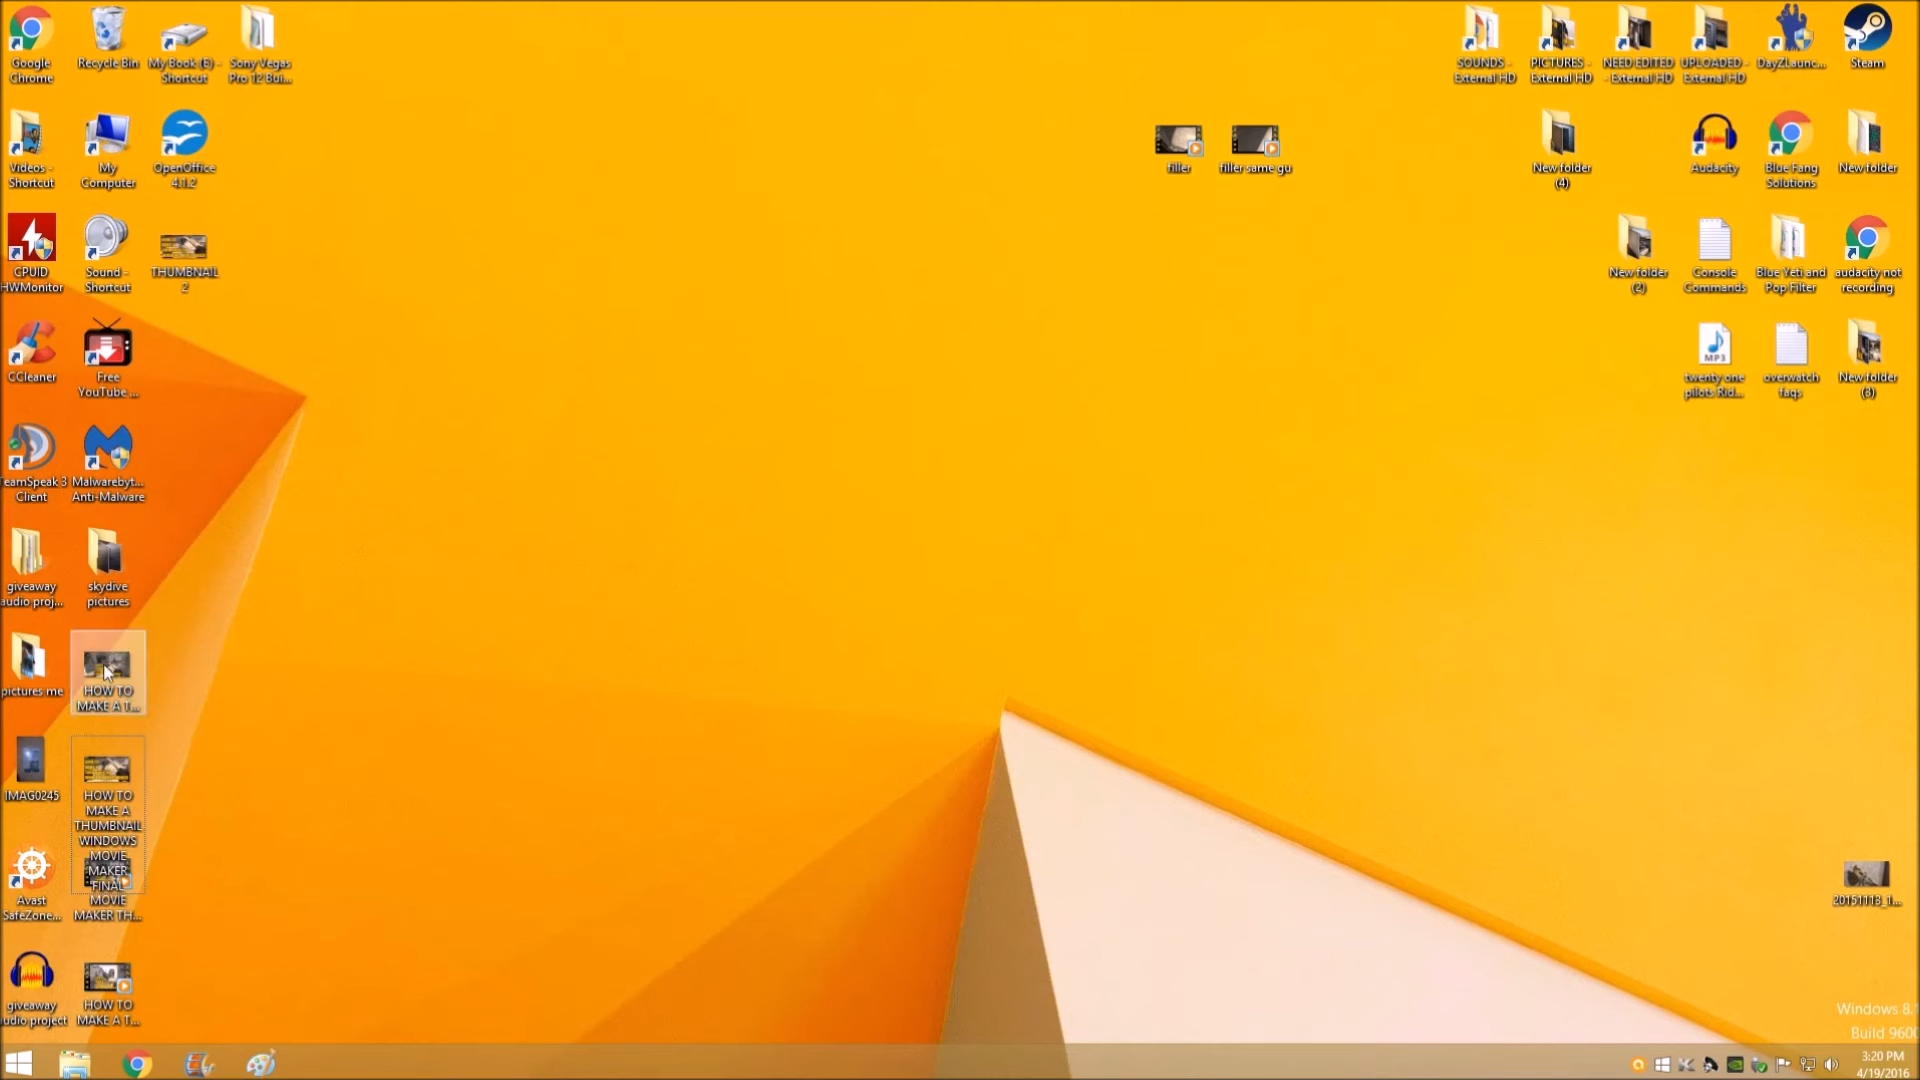 Google
Chrome
Recycle Bin
My Book (E) -
Shortcut
Sony Vegas
Pro 12 Bui...
SOUNDS -
External HD
PICTURES -
External HD
NEED EDITED
- External HD
UPLOADED -
External HD
DayZLaunc...
Steam
Videos -
Shortcut
My
Computer
OpenOffice
4.1.2
filler
filler same gu
New folder
(4)
Audacity
Blue Fang
Solutions
New folder
CPUID
HWMonitor
Sound -
Shortcut
THUMBNAIL
2
New folder
(2)
Console
Commands
Blue Yeti and
Pop Filter
audacity not
recording
CCleaner
Free
YouTube ...
MP3
twenty one
pilots Rid...
overwatch
faqs
New folder
(3)
TeamSpeak 3
Client
Malwarebyt...
Anti-Malware
giveaway
audio proj...
skydive
pictures
pictures me
HOW TO
MAKE A T...
IMAG0245
HOW TO
MAKE A
THUMBNAIL
WINDOWS
MOVIE
MAKER
FINAL
Avast
SafeZone...
MOVIE
MAKER TH...
20151113_1...
giveaway
audio project
HOW TO
MAKE A T...
Windows 8.1
Build 9600
3:20 PM
4/19/2016